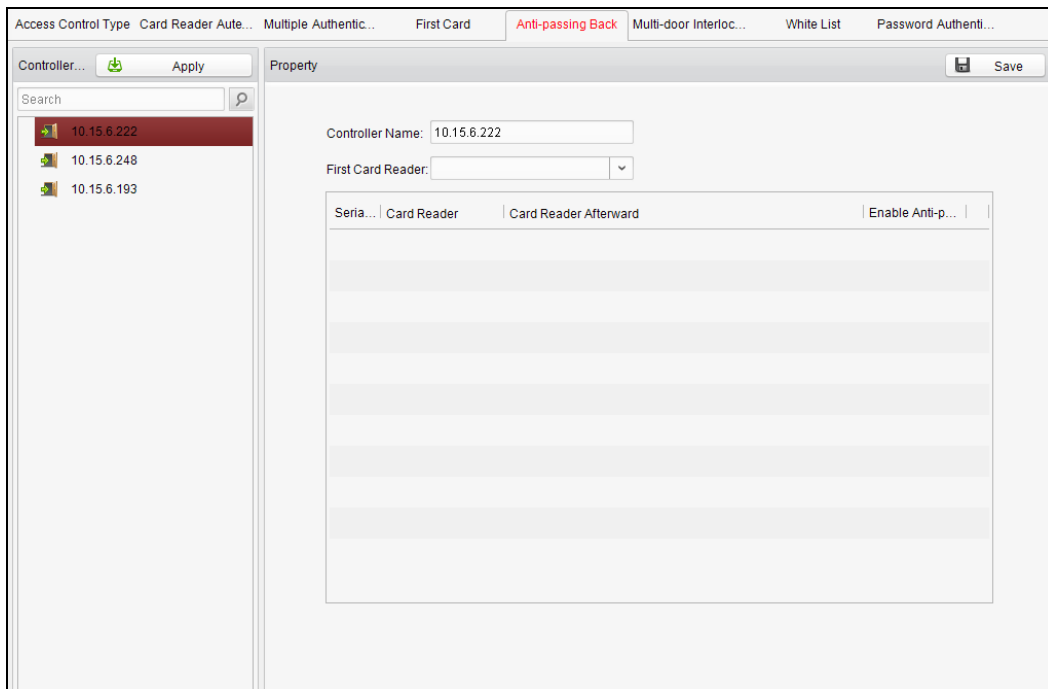 Access Control Type Card Reader Aute... Multiple Authentic... First Card Anti-passing Back Multi-door Interloc... White List Password Authenti...
Controller... Apply
Property
Save
Search
10.15.6.222
10.15.6.248
10.15.6.193
Controller Name: 10.15.6.222
First Card Reader:
Seria... Card Reader Card Reader Afterward Enable Anti-p...